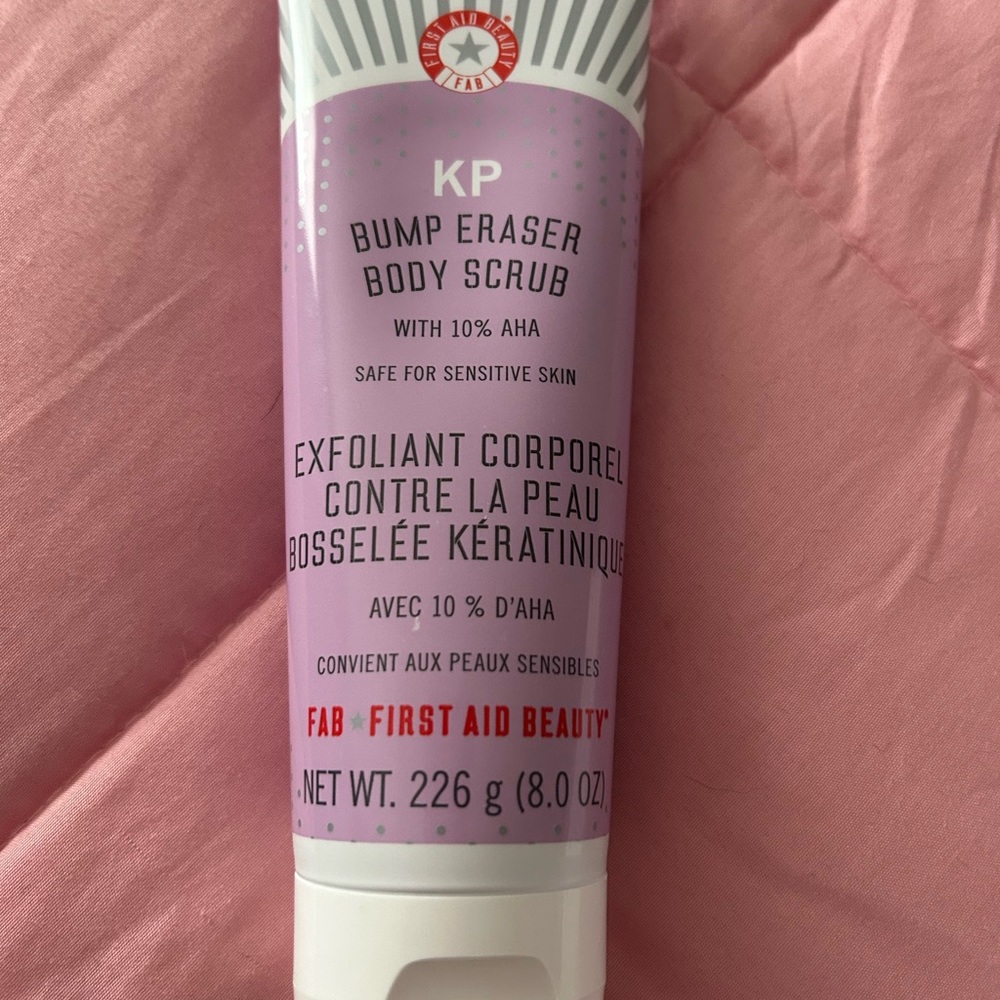 FIRST AID BEAUTY®
FAB
KP
BUMP ERASER
BODY SCRUB
WITH 10% AHA
SAFE FOR SENSITIVE SKIN
EXFOLIANT CORPOREL
CONTRE LA PEAU
BOSSELÉE KÉRATINIQUE
AVEC 10 % D'AHA
CONVIENT AUX PEAUX SENSIBLES
FAB ★ FIRST AID BEAUTY®
NET WT. 226 g (8.0 OZ)